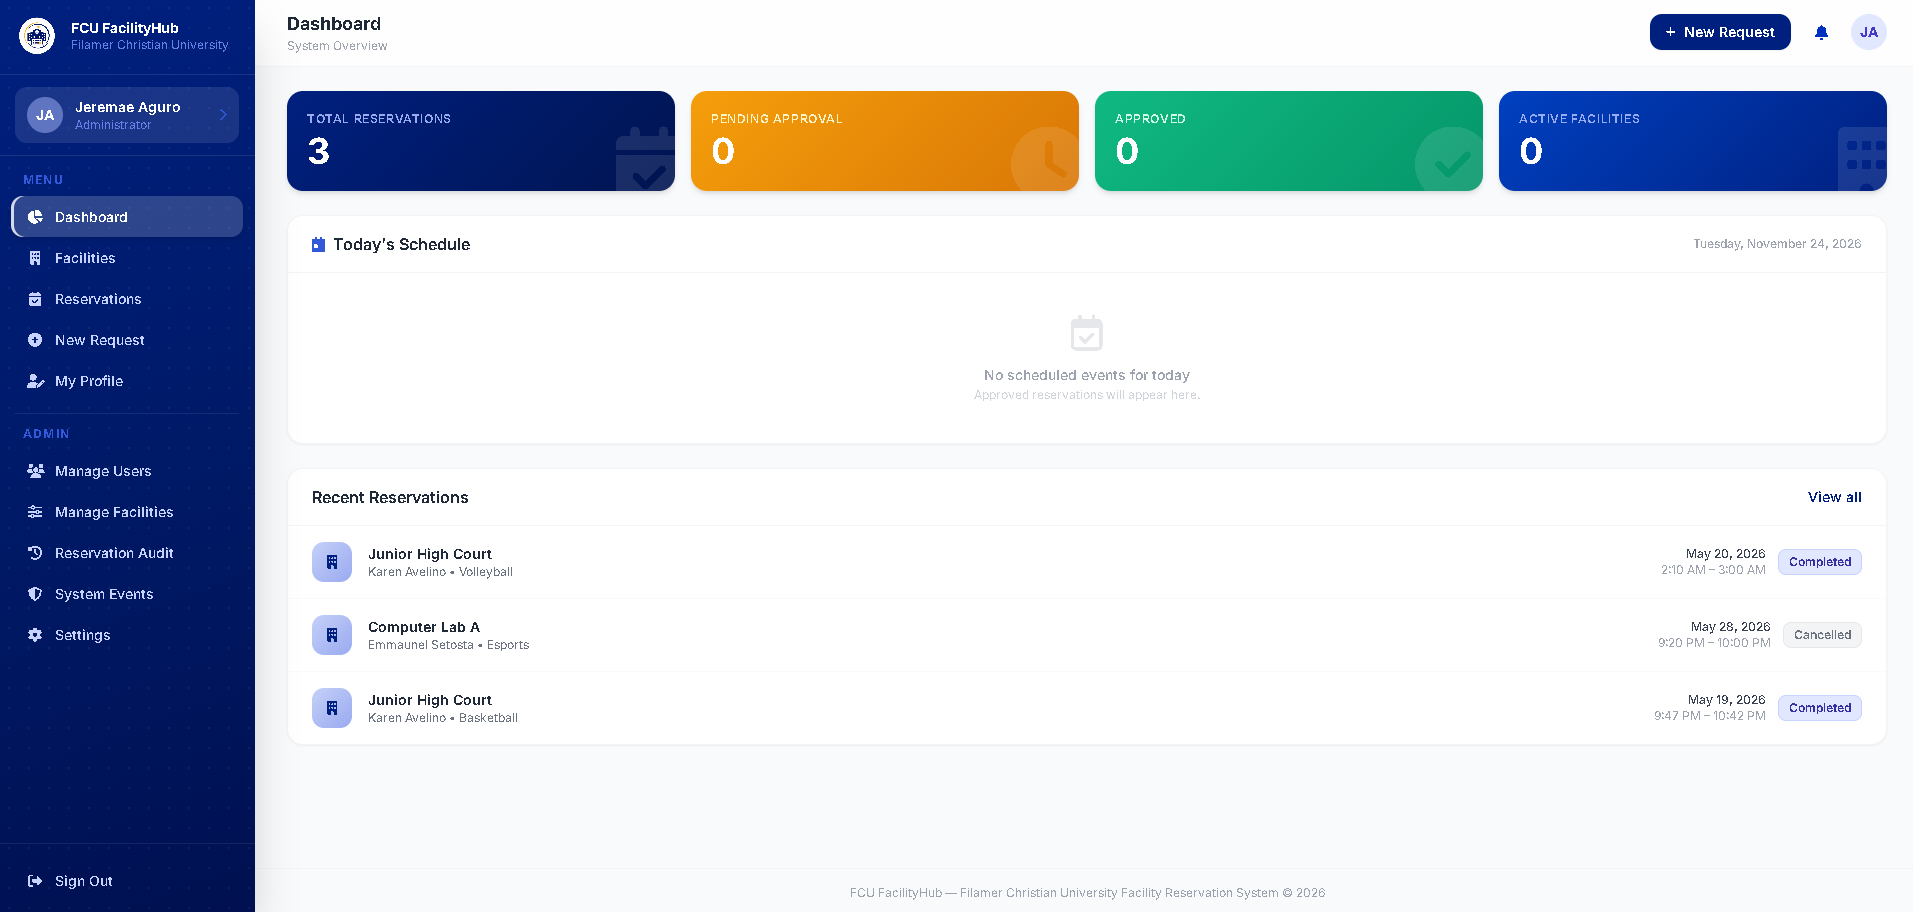 FCU FacilityHub
Filamer Christian University
JA
Jeremae Aguro
Administrator
MENU
Dashboard
Facilities
Reservations
New Request
My Profile
ADMIN
Manage Users
Manage Facilities
Reservation Audit
System Events
Settings
Sign Out
Dashboard
System Overview
+ New Request
JA
TOTAL RESERVATIONS
3
PENDING APPROVAL
0
APPROVED
0
ACTIVE FACILITIES
0
Today's Schedule
Tuesday, November 24, 2026
No scheduled events for today
Approved reservations will appear here.
Recent Reservations
View all
Junior High Court
Karen Avelino • Volleyball
May 20, 2026
2:10 AM – 3:00 AM
Completed
Computer Lab A
Emmaunel Setosta • Esports
May 28, 2026
9:20 PM – 10:00 PM
Cancelled
Junior High Court
Karen Avelino • Basketball
May 19, 2026
9:47 PM – 10:42 PM
Completed
FCU FacilityHub — Filamer Christian University Facility Reservation System © 2026